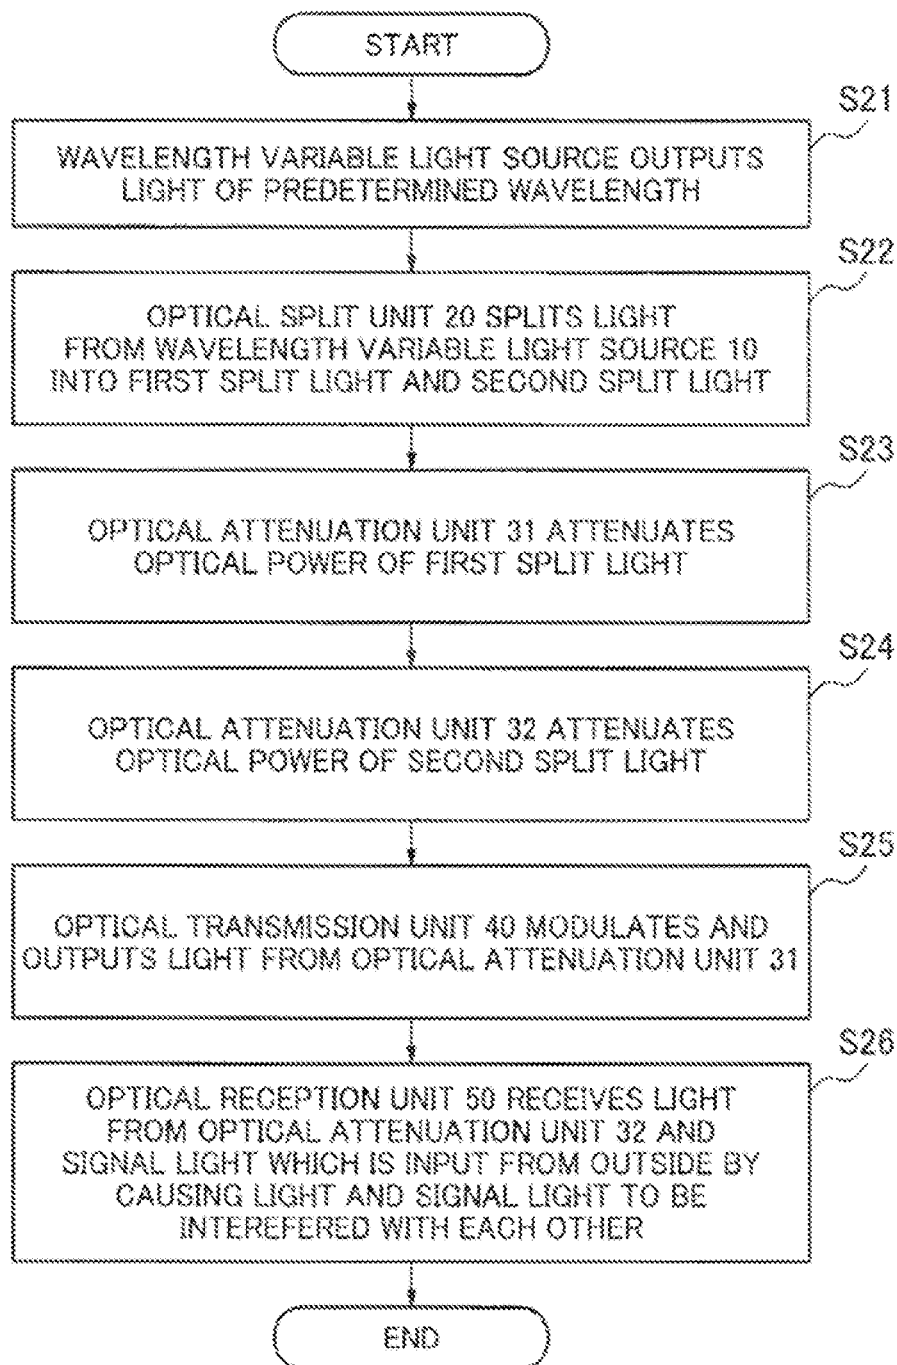 START
S21
WAVELENGTH VARIABLE LIGHT SOURCE OUTPUTS
LIGHT OF PREDETERMINED WAVELENGTH
S22
OPTICAL SPLIT UNIT 20 SPLITS LIGHT
FROM WAVELENGTH VARIABLE LIGHT SOURCE 10
INTO FIRST SPLIT LIGHT AND SECOND SPLIT LIGHT
S23
OPTICAL ATTENUATION UNIT 31 ATTENUATES
OPTICAL POWER OF FIRST SPLIT LIGHT
S24
OPTICAL ATTENUATION UNIT 32 ATTENUATES
OPTICAL POWER OF SECOND SPLIT LIGHT
S25
OPTICAL TRANSMISSION UNIT 40 MODULATES AND
OUTPUTS LIGHT FROM OPTICAL ATTENUATION UNIT 31
S26
OPTICAL RECEPTION UNIT 50 RECEIVES LIGHT
FROM OPTICAL ATTENUATION UNIT 32 AND
SIGNAL LIGHT WHICH IS INPUT FROM OUTSIDE BY
CAUSING LIGHT AND SIGNAL LIGHT TO BE
INTEREFERED WITH EACH OTHER
END